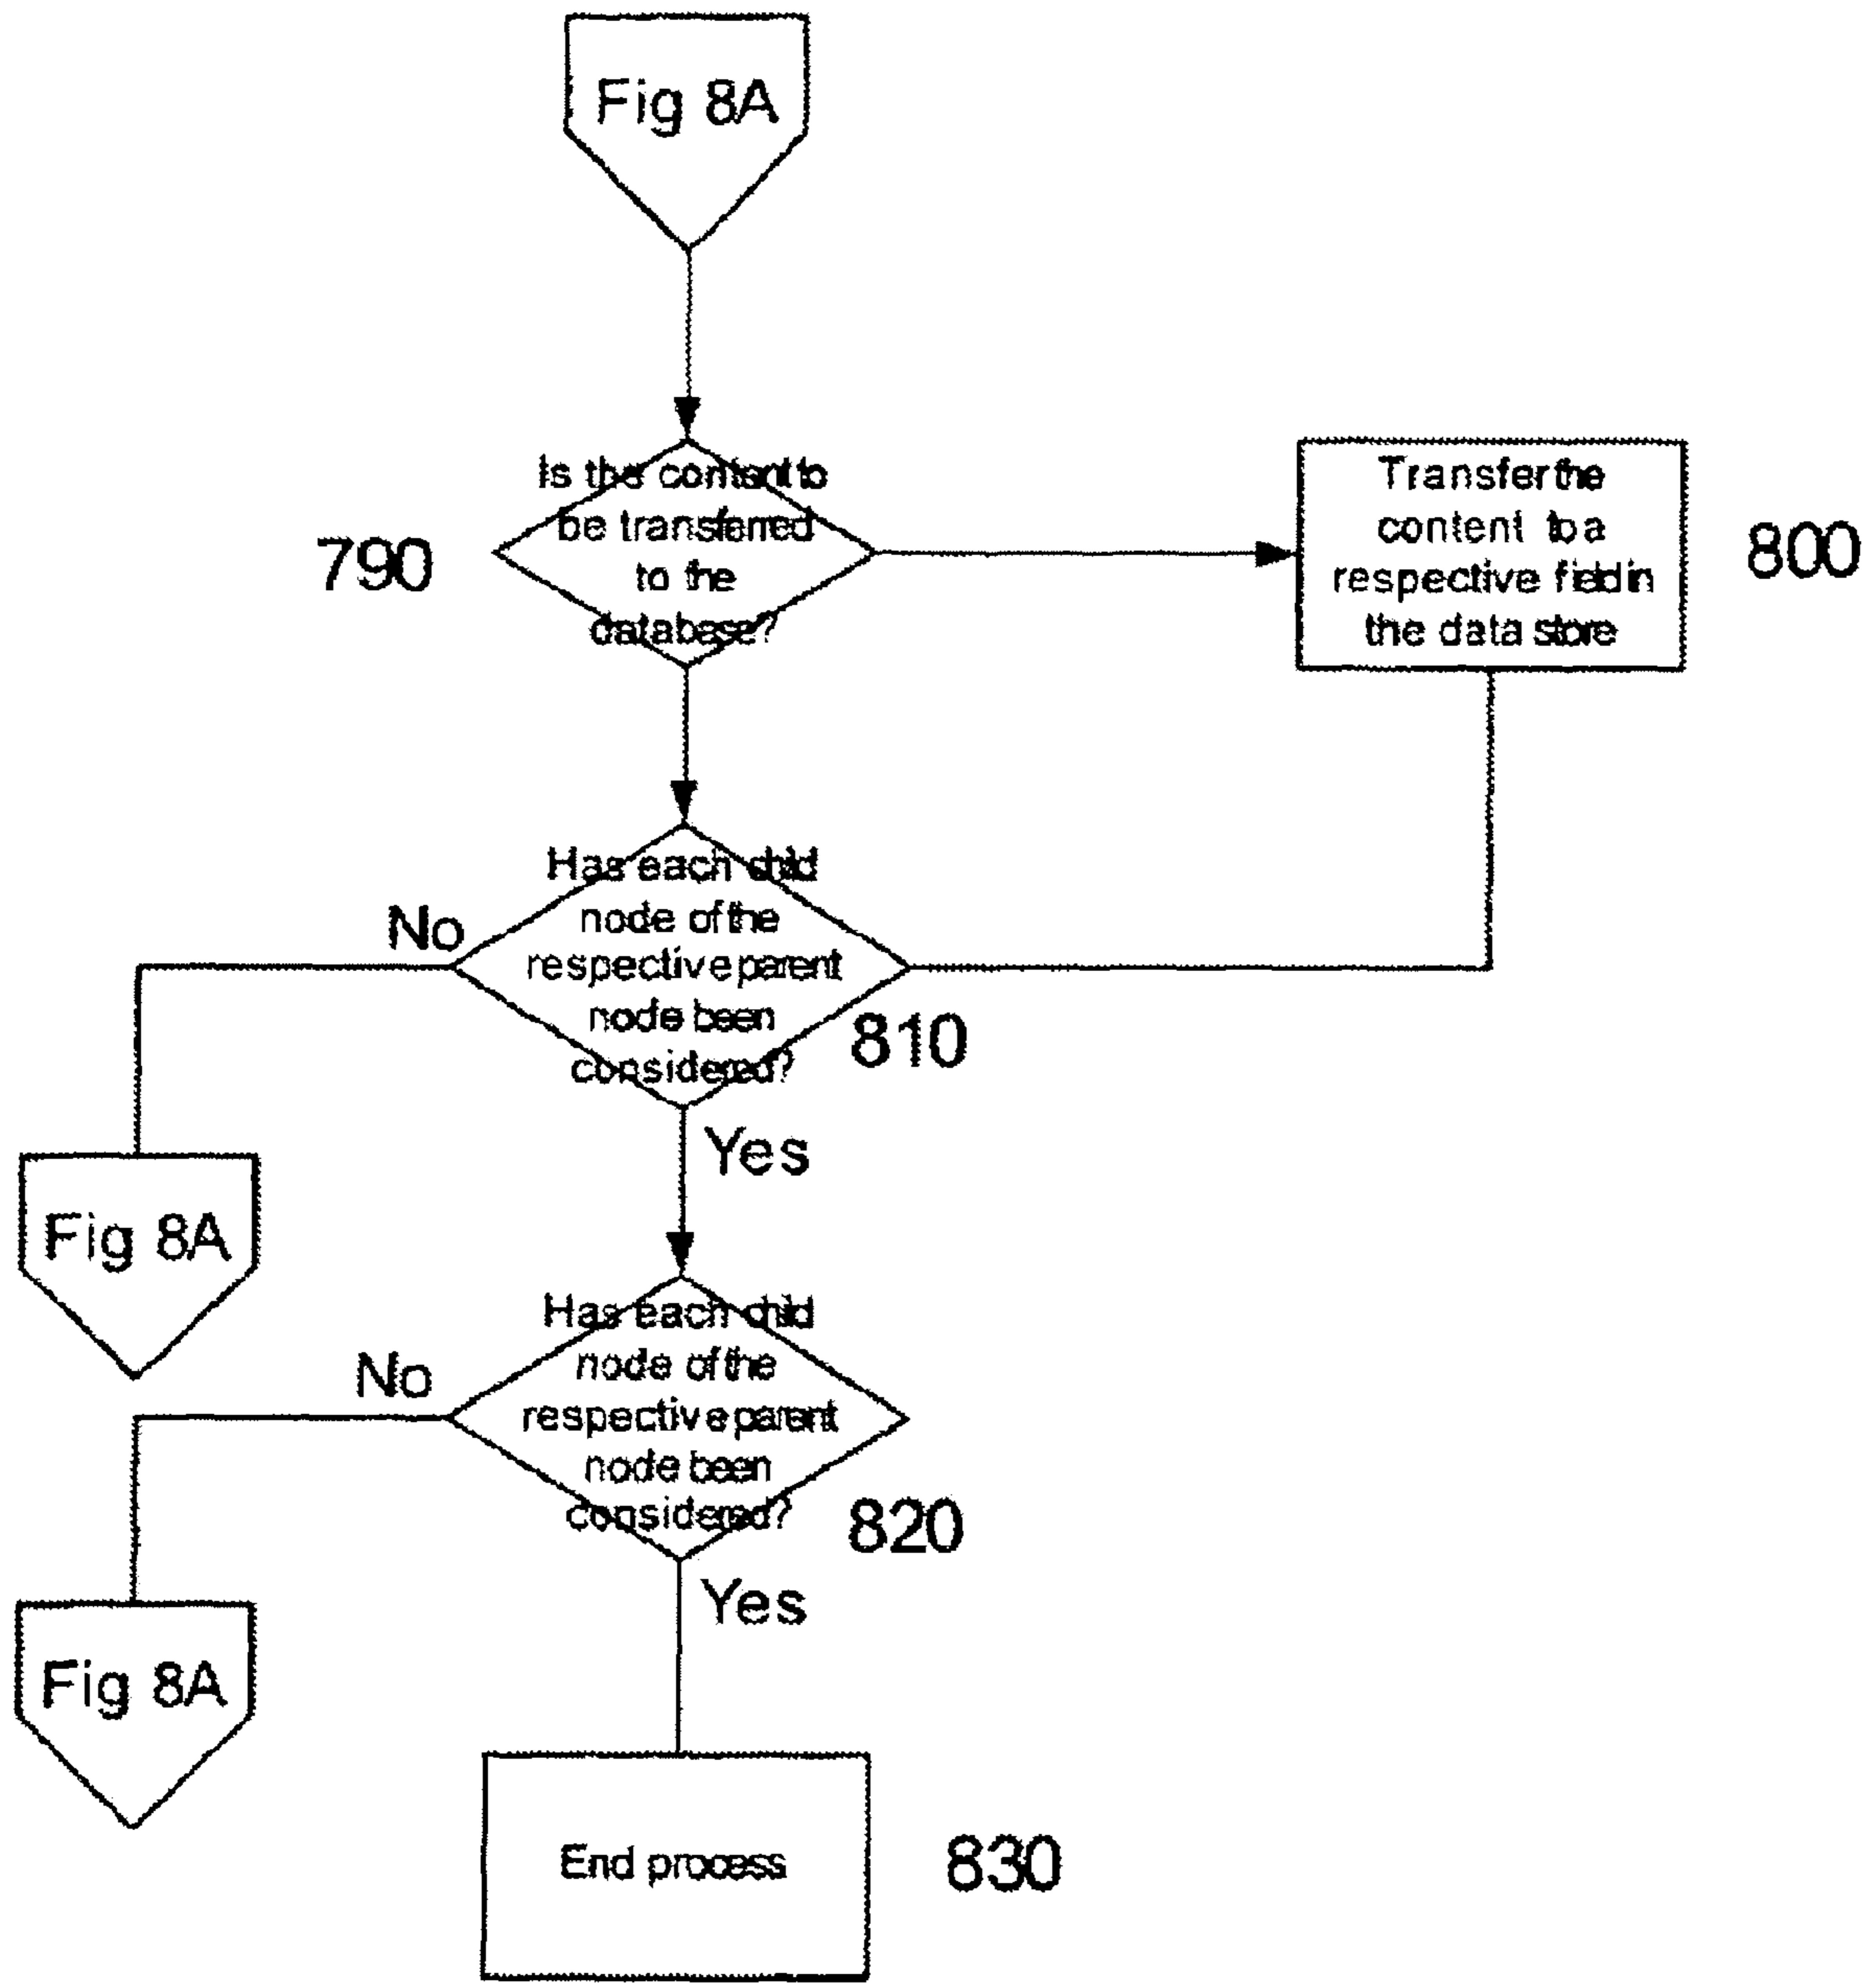 Fig 8A
Is the content to
be transferred
to the
database?
790
Transfer the
content to a
respective field in
the data store
800
Has each child
node of the
respective parent
node been
considered?
No
810
Yes
Fig 8A
Has each child
node of the
respective parent
node been
considered?
No
820
Yes
Fig 8A
End process
830